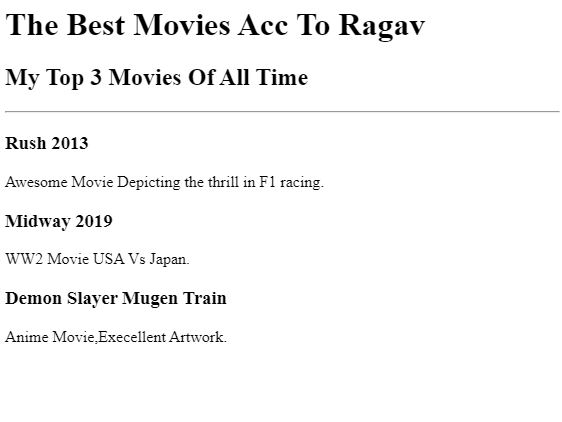 The Best Movies Acc To Ragav
My Top 3 Movies Of All Time
Rush 2013
Awesome Movie Depicting the thrill in F1 racing.
Midway 2019
WW2 Movie USA Vs Japan.
Demon Slayer Mugen Train
Anime Movie,Execellent Artwork.